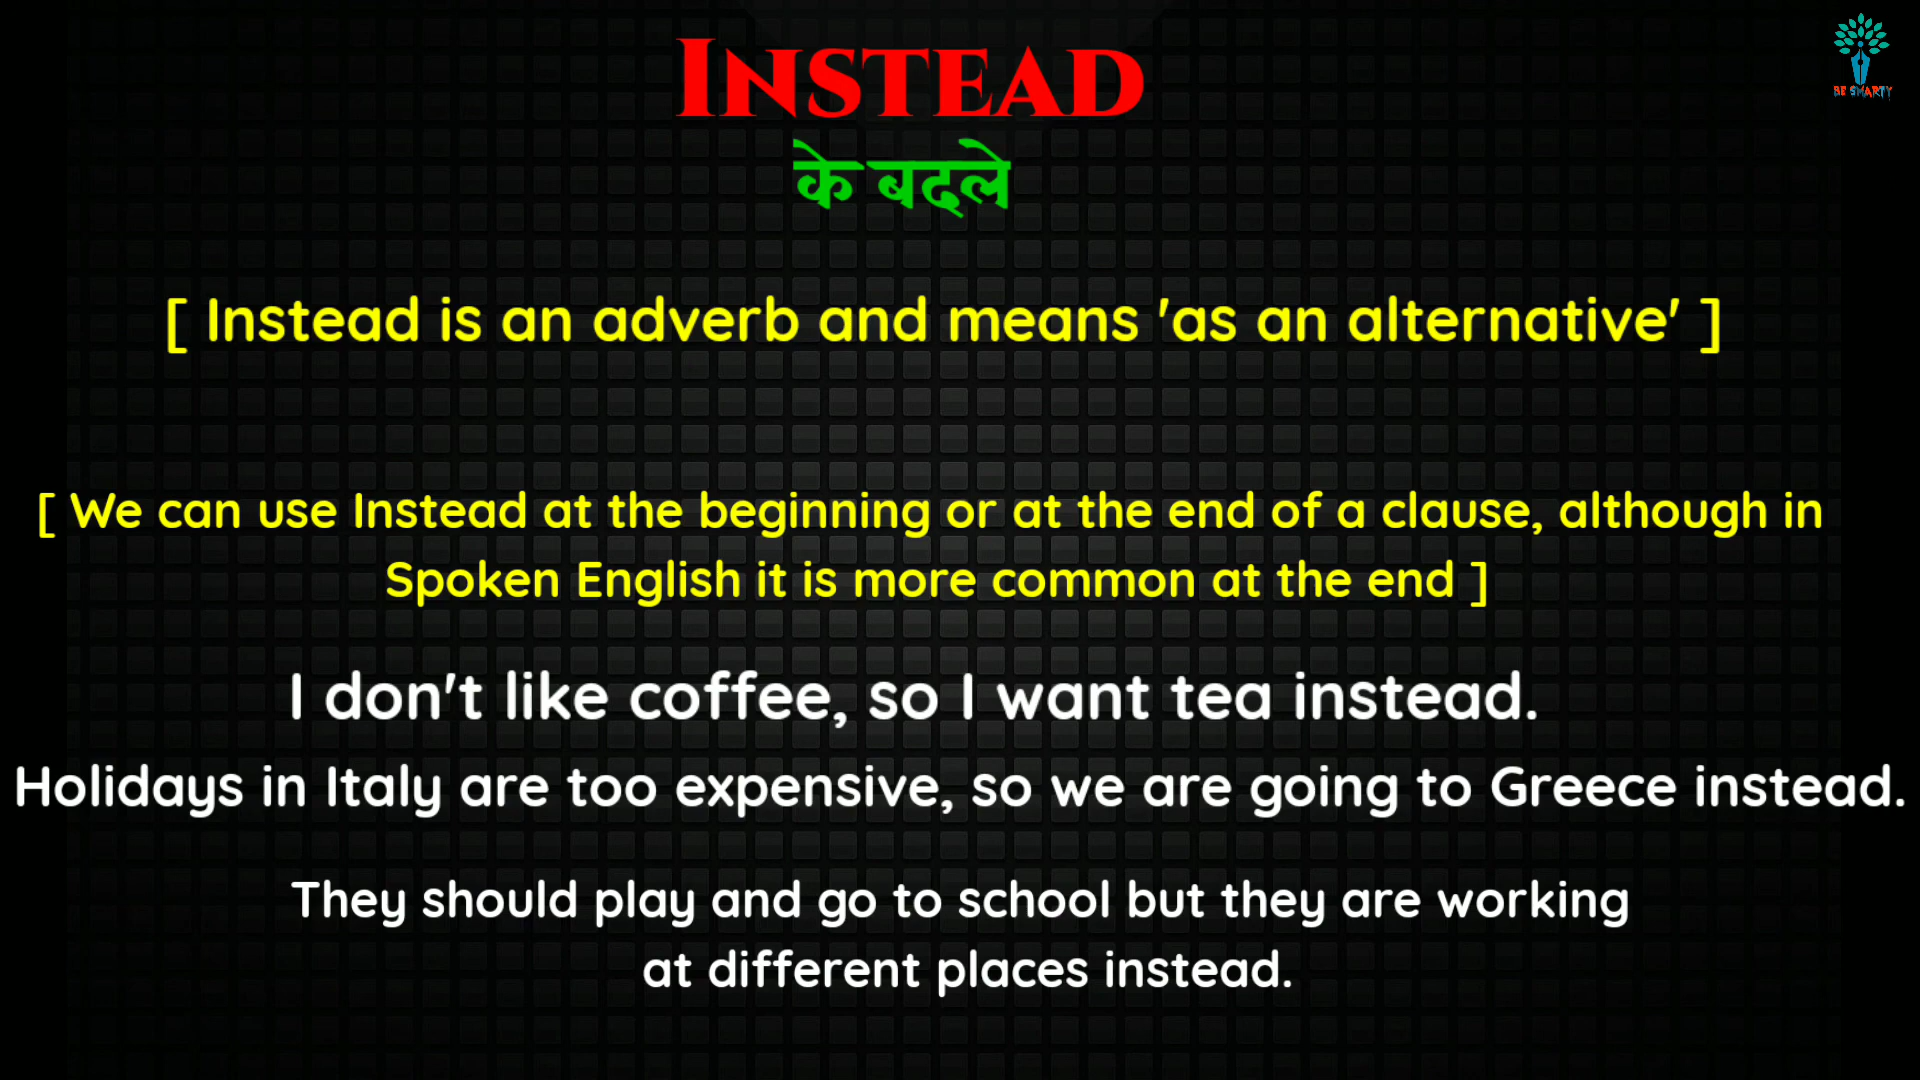 BE SMARTY
INSTEAD
के बदले
[ Instead is an adverb and means 'as an alternative' ]
[ We can use Instead at the beginning or at the end of a clause, although in
Spoken English it is more common at the end ]
I don't like coffee, so I want tea instead.
Holidays in Italy are too expensive, so we are going to Greece instead.
They should play and go to school but they are working
at different places instead.